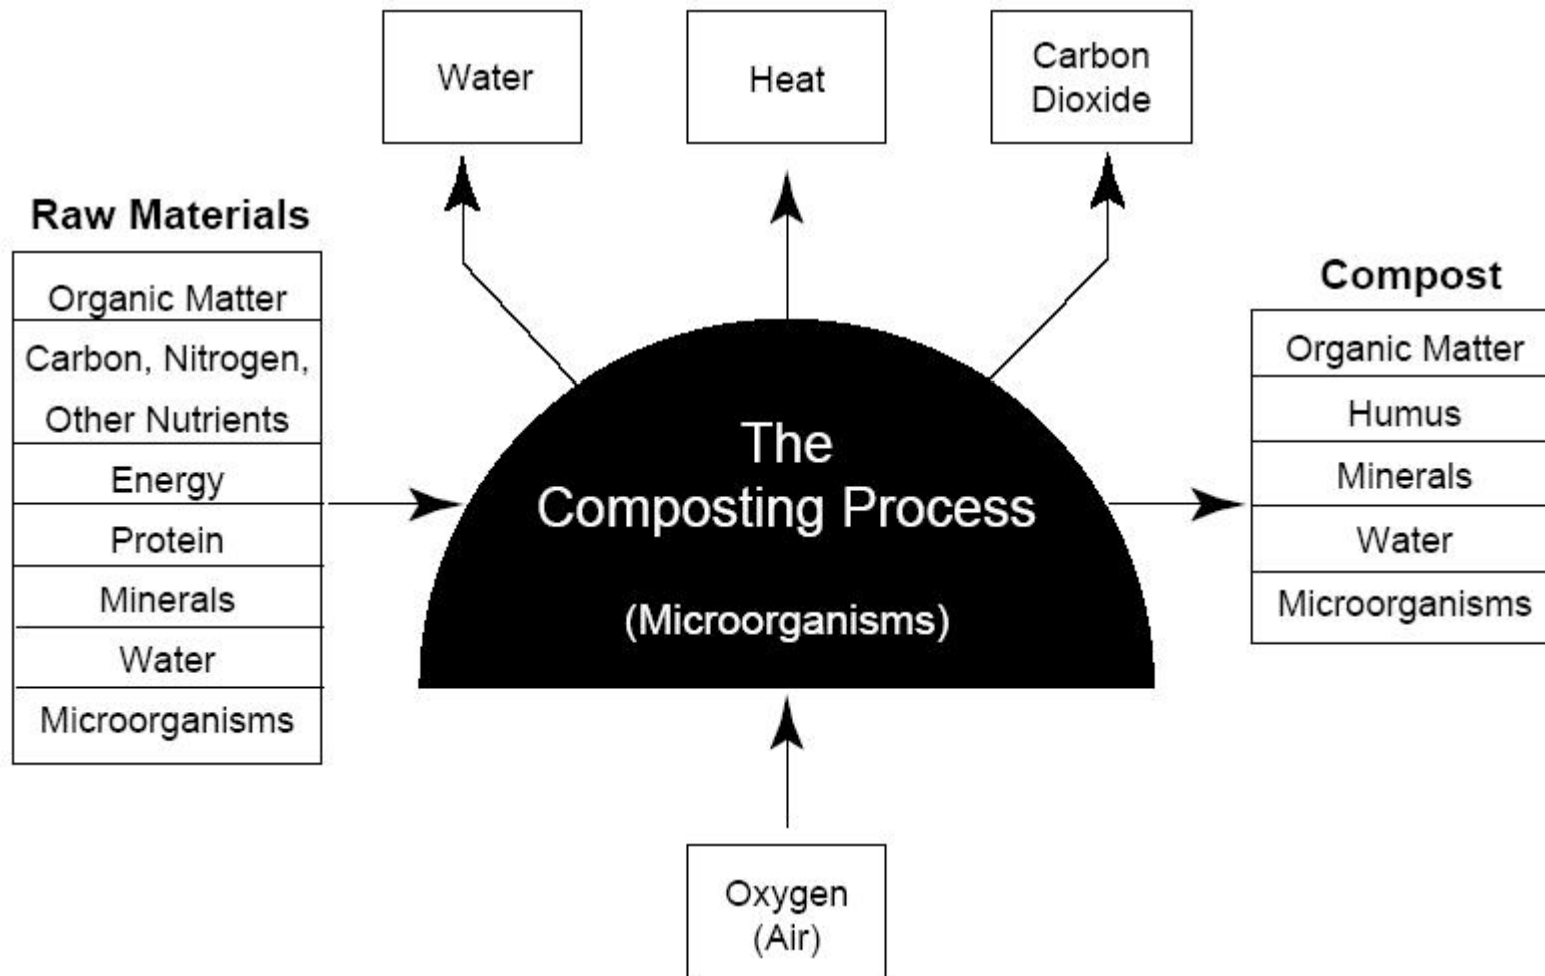 Water
Heat
Carbon
Dioxide
Raw Materials
Organic Matter
Carbon, Nitrogen,
Other Nutrients
Energy
Protein
Minerals
Water
Microorganisms
The
Composting Process
(Microorganisms)
Compost
Organic Matter
Humus
Minerals
Water
Microorganisms
Oxygen
(Air)